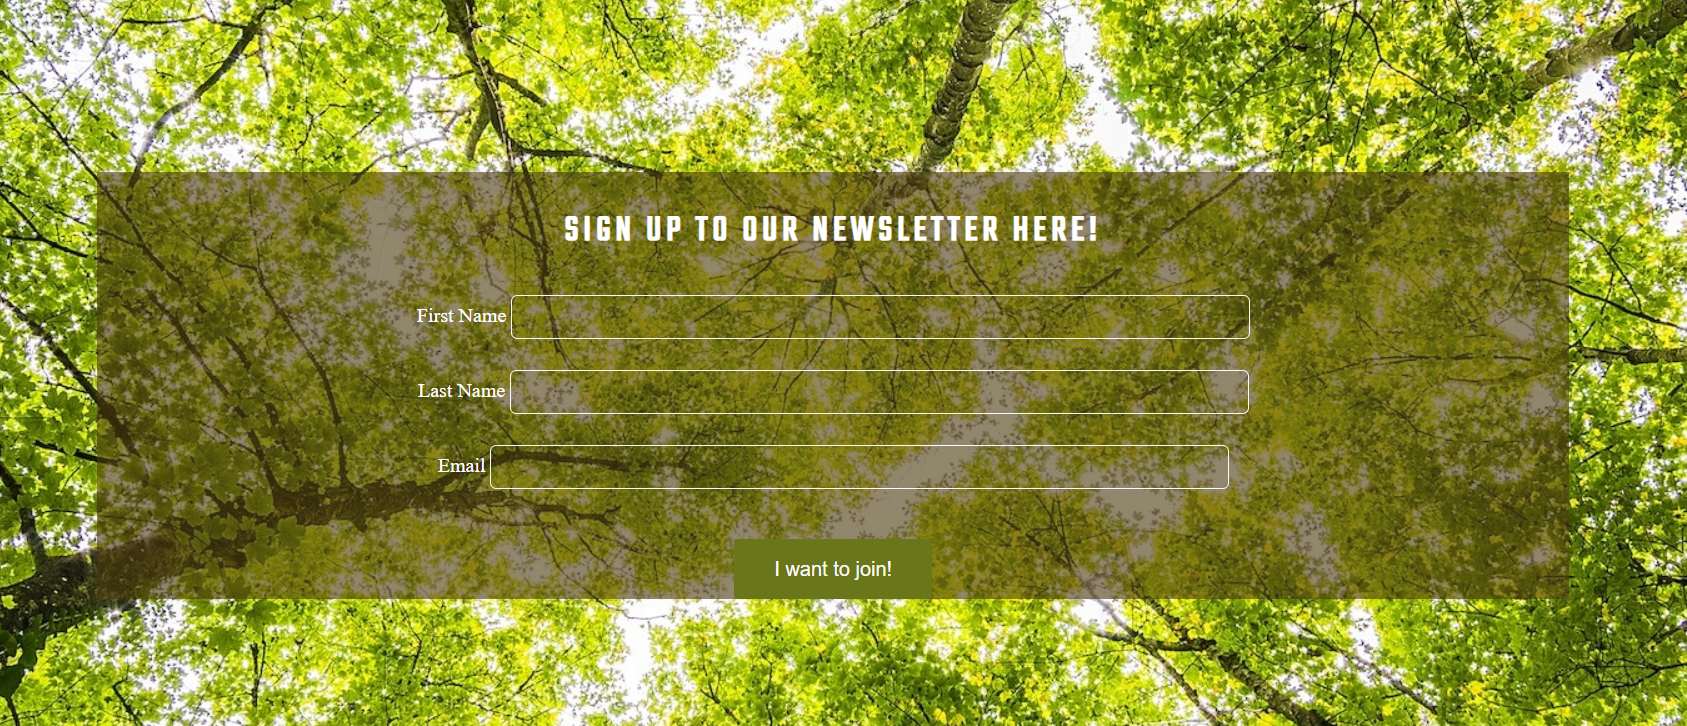 SIGN UP TO OUR NEWSLETTER HERE!
First Name
Last Name
Email
I want to join!